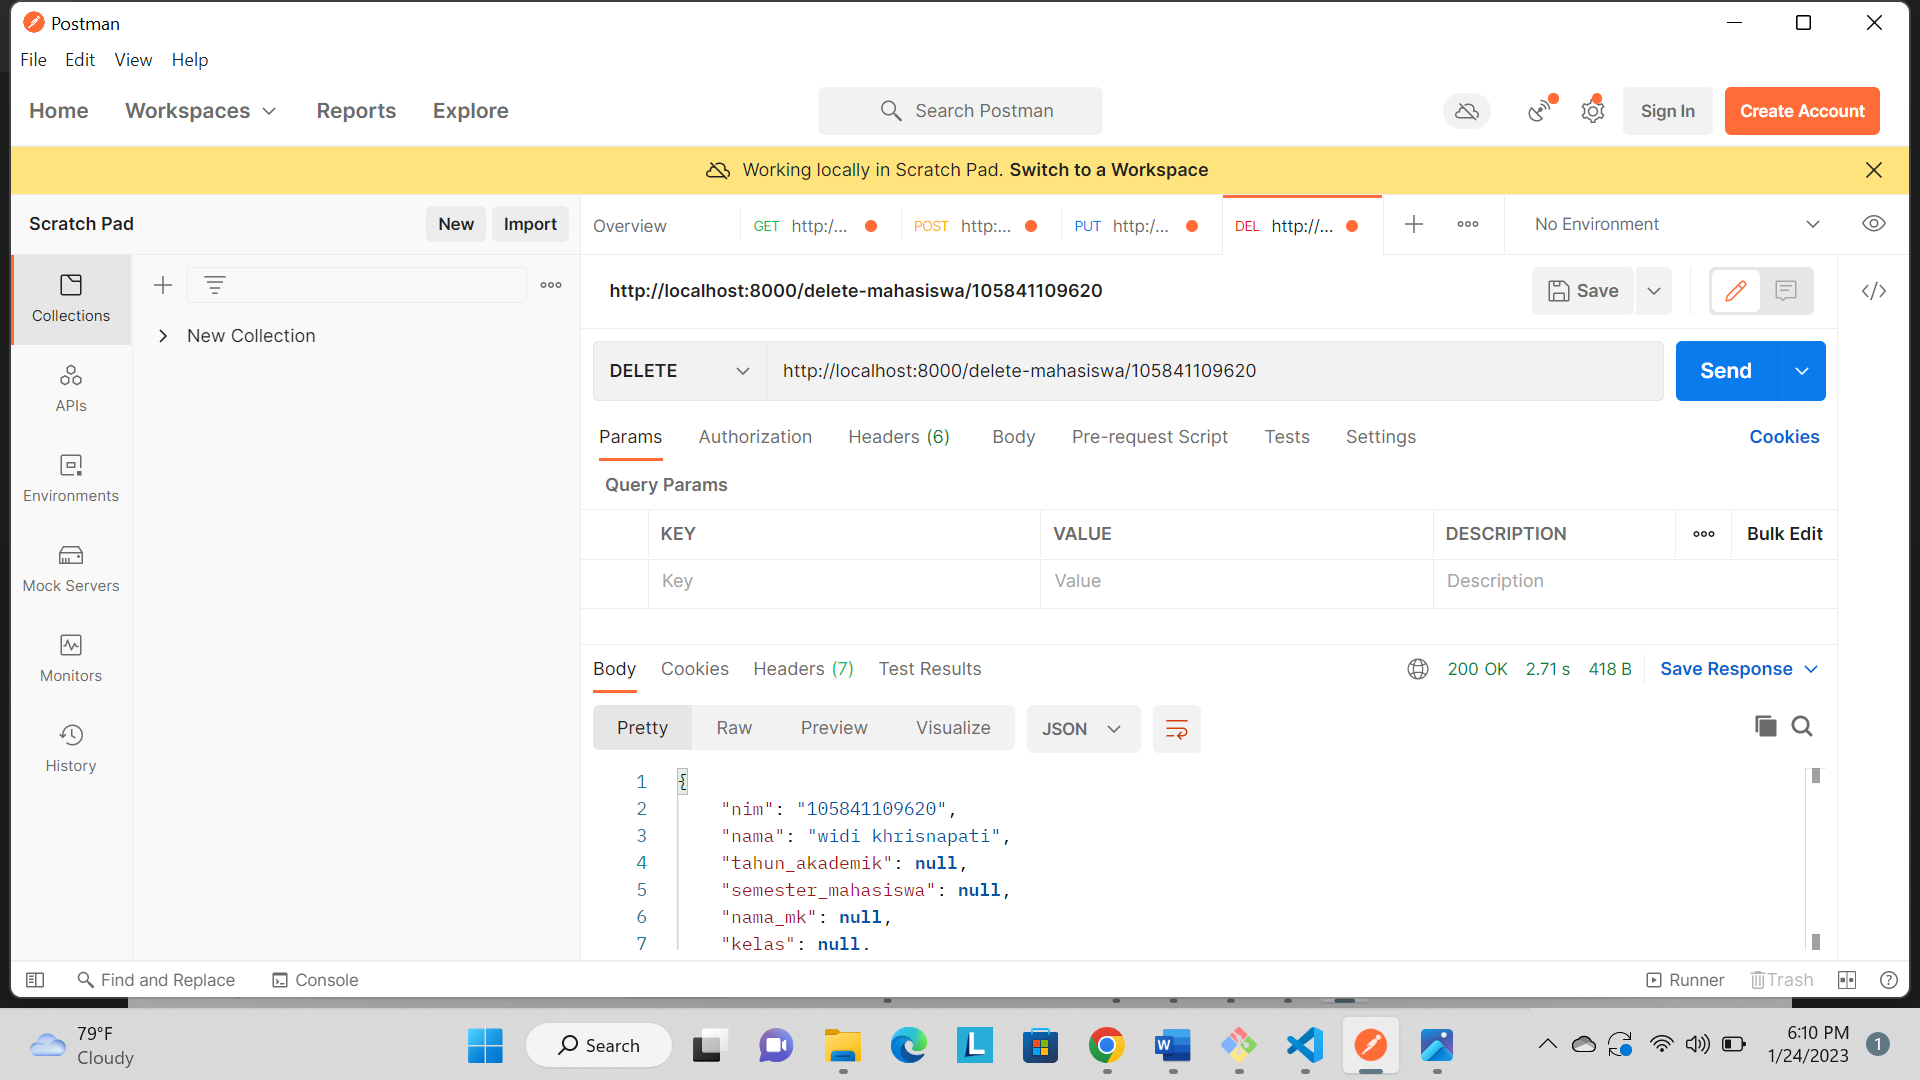 Postman
File Edit View Help
Home Workspaces Reports Explore
Search Postman
Sign In
Create Account
Working locally in Scratch Pad. Switch to a Workspace
Scratch Pad New Import
Overview GET http:/... POST http:... PUT http:/... DEL http://... No Environment
Collections
APIs
Environments
Mock Servers
Monitors
History
New Collection
http://localhost:8000/delete-mahasiswa/105841109620
Save
DELETE http://localhost:8000/delete-mahasiswa/105841109620 Send
Params Authorization Headers (6) Body Pre-request Script Tests Settings Cookies
Query Params
KEY VALUE DESCRIPTION Bulk Edit
Key Value Description
Body Cookies Headers (7) Test Results 200 OK 2.71 s 418 B Save Response
Pretty Raw Preview Visualize JSON
1 {
2 "nim": "105841109620",
3 "nama": "widi khrisnapati",
4 "tahun_akademik": null,
5 "semester_mahasiswa": null,
6 "nama_mk": null,
7 "kelas": null,
Find and Replace Console Runner Trash
79°F
Cloudy
Search
6:10 PM
1/24/2023
1